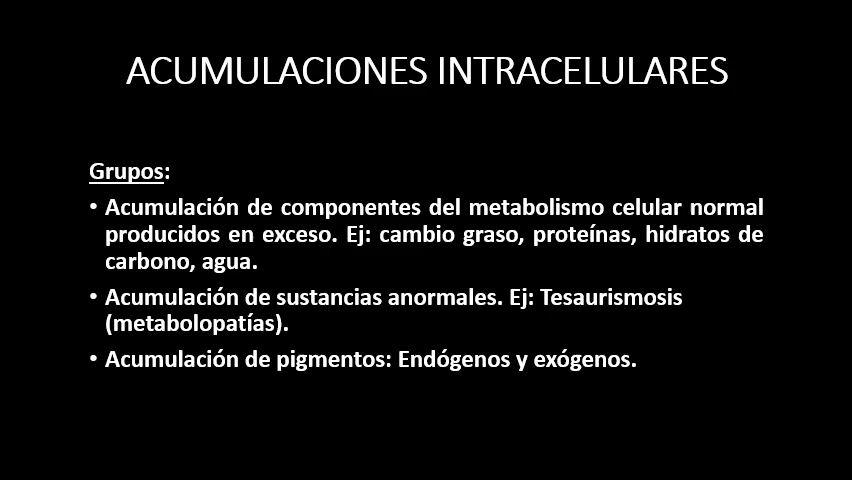 ACUMULACIONES INTRACELULARES
Grupos:
• Acumulación de componentes del metabolismo celular normal
producidos en exceso. Ej: cambio graso, proteínas, hidratos de
carbono, agua.
• Acumulación de sustancias anormales. Ej: Tesaurismosis
(metabolopatías).
• Acumulación de pigmentos: Endógenos y exógenos.